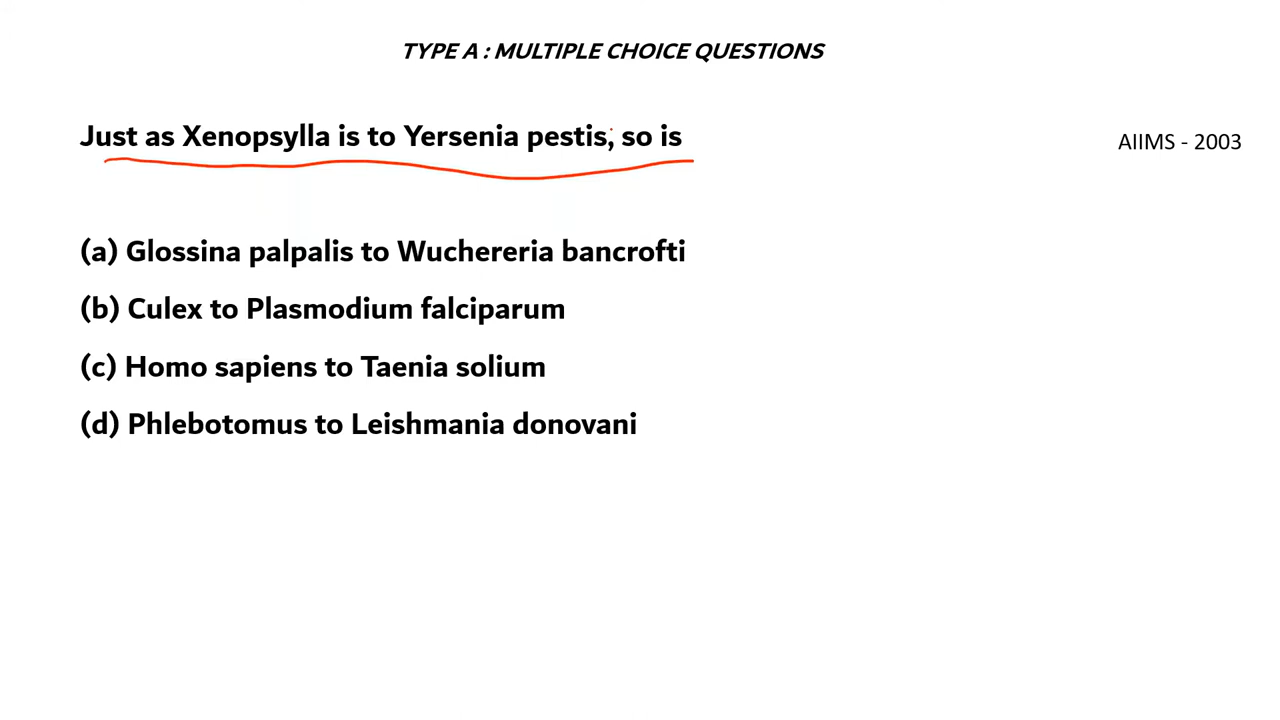 TYPE A : MULTIPLE CHOICE QUESTIONS
Just as Xenopsylla is to Yersenia pestis, so is
AIIMS - 2003
(a) Glossina palpalis to Wuchereria bancrofti
(b) Culex to Plasmodium falciparum
(c) Homo sapiens to Taenia solium
(d) Phlebotomus to Leishmania donovani